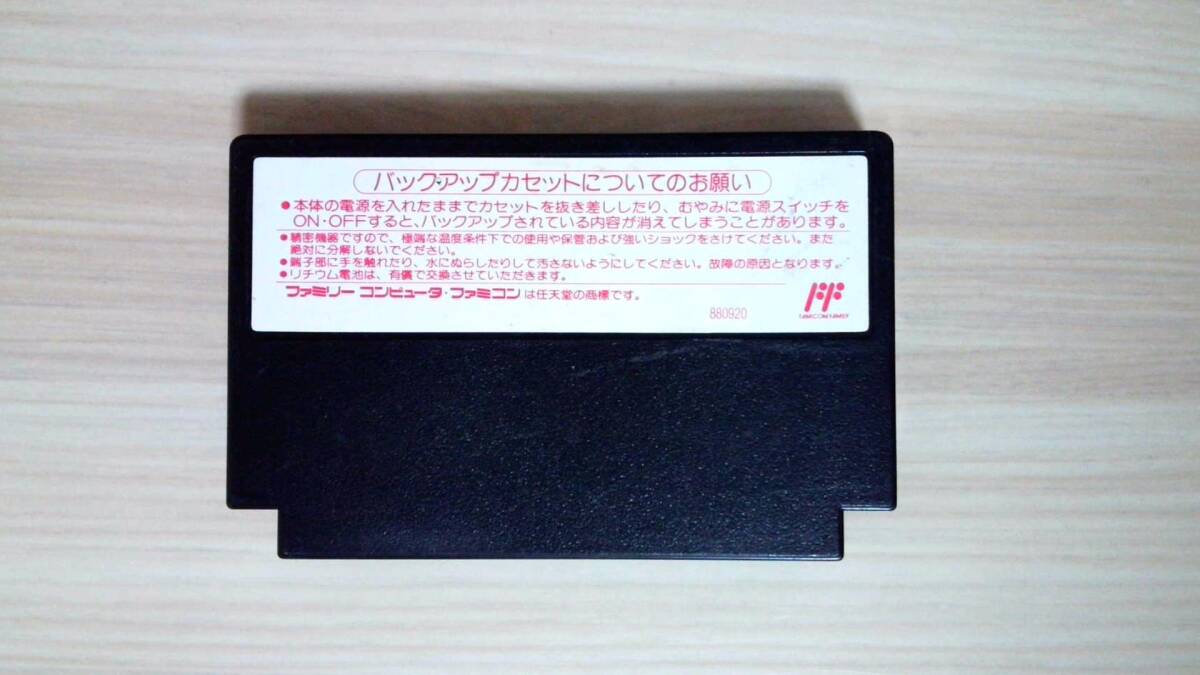 バックアップカセットについてのお願い
●本体の電源を入れたままでカセットを抜き差ししたり、むやみに電源スイッチを
ON・OFFすると、バックアップされている内容が消えてしまうことがあります。
●精密機器ですので、極端な温度条件下での使用や保管および強いショックをさけてください。また
絶対に分解しないでください。
●端子部に手を触れたり、水にぬらしたりして汚さないようにしてください。故障の原因となります。
●リチウム電池は、有償で交換させていただきます。
ファミリー コンピュータ・ファミコンは任天堂の商標です。
880920
FF
FAMICOM FAMILY